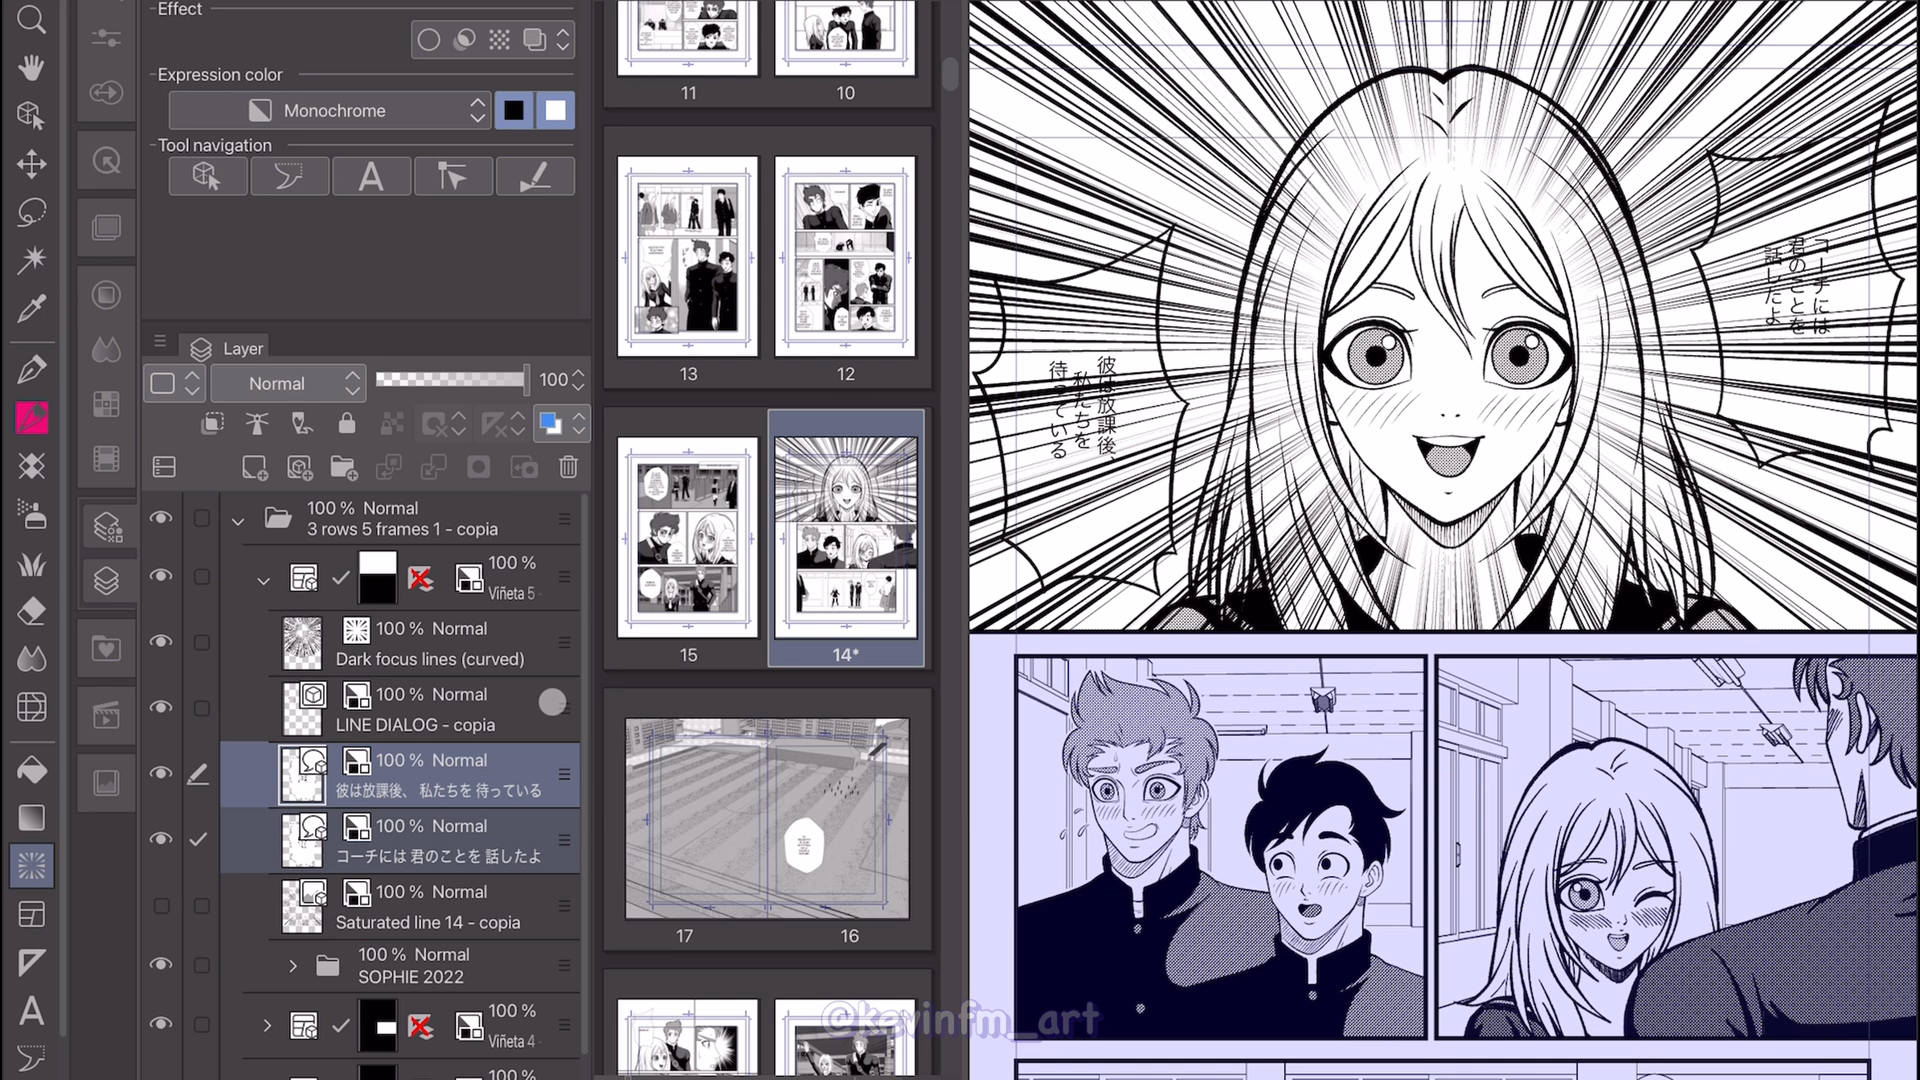 Effect
Expression color
Monochrome
Tool navigation
Layer
Normal
100
100 % Normal
3 rows 5 frames 1 - copia
100 %
Viñeta 5
100 % Normal
Dark focus lines (curved)
100 % Normal
LINE DIALOG - copia
100 % Normal
彼は放課後、 私たちを 待っている
100 % Normal
コーチには 君のことを 話したよ
100 % Normal
Saturated line 14 - copia
100 % Normal
SOPHIE 2022
100 %
Viñeta 4
100 %
11
10
13
12
15
14*
17
16
コーチには
君のことを
話したよ
彼は放課後、
私たちを
待っている
@kevinfm_art